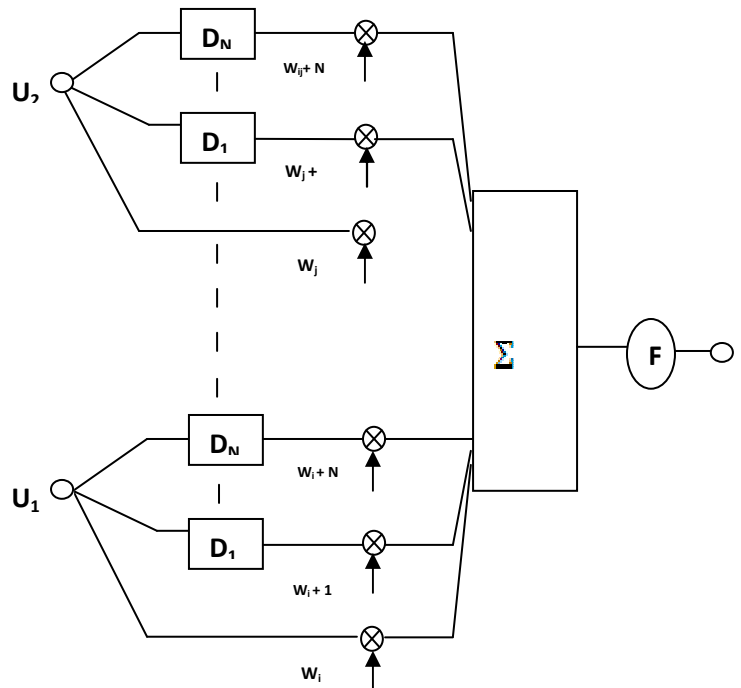 D_N
W_ij+ N
U₂
D₁
W_j +
W_j
Σ
F
D_N
W_i + N
U₁
D₁
W_i + 1
W_i